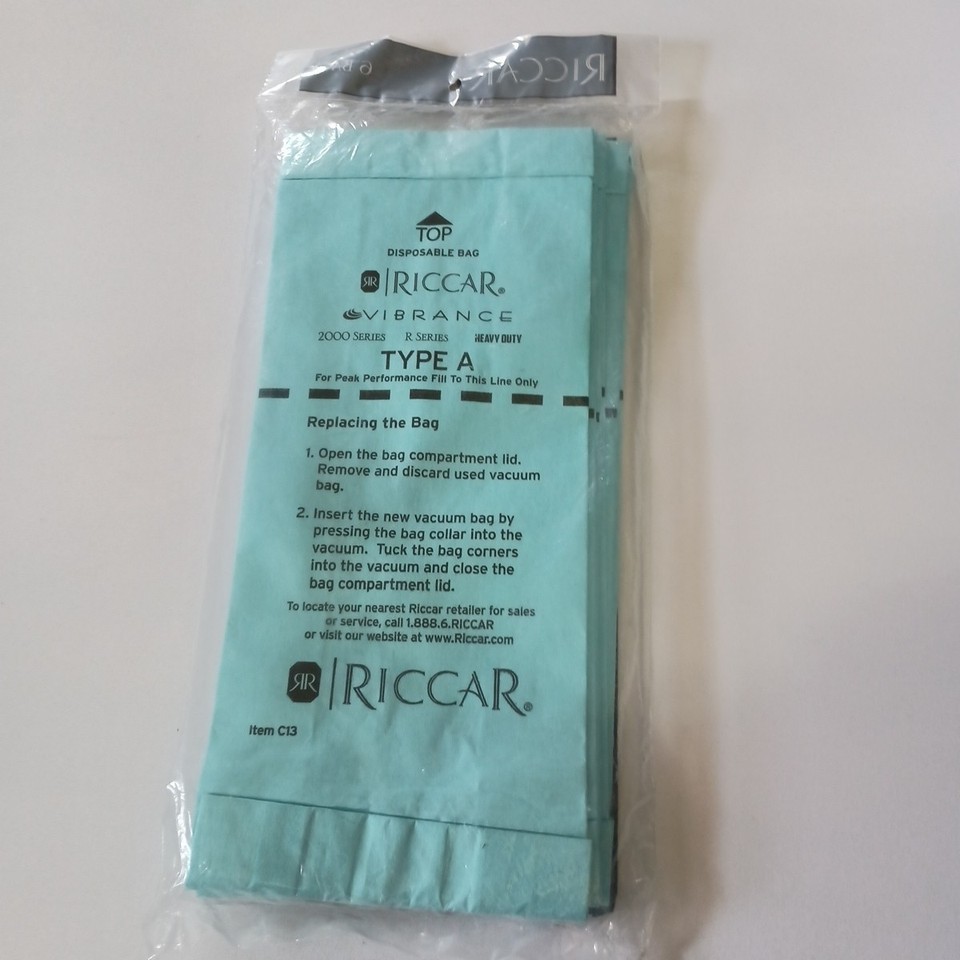 RICCAR
TOP
DISPOSABLE BAG
RR RICCAR®
VIBRANCE
2000 SERIES R SERIES HEAVY DUTY
TYPE A
For Peak Performance Fill To This Line Only
Replacing the Bag
1. Open the bag compartment lid.
Remove and discard used vacuum
bag.
2. Insert the new vacuum bag by
pressing the bag collar into the
vacuum. Tuck the bag corners
into the vacuum and close the
bag compartment lid.
To locate your nearest Riccar retailer for sales
or service, call 1.888.6.RICCAR
or visit our website at www.Riccar.com
RR RICCAR®
Item C13